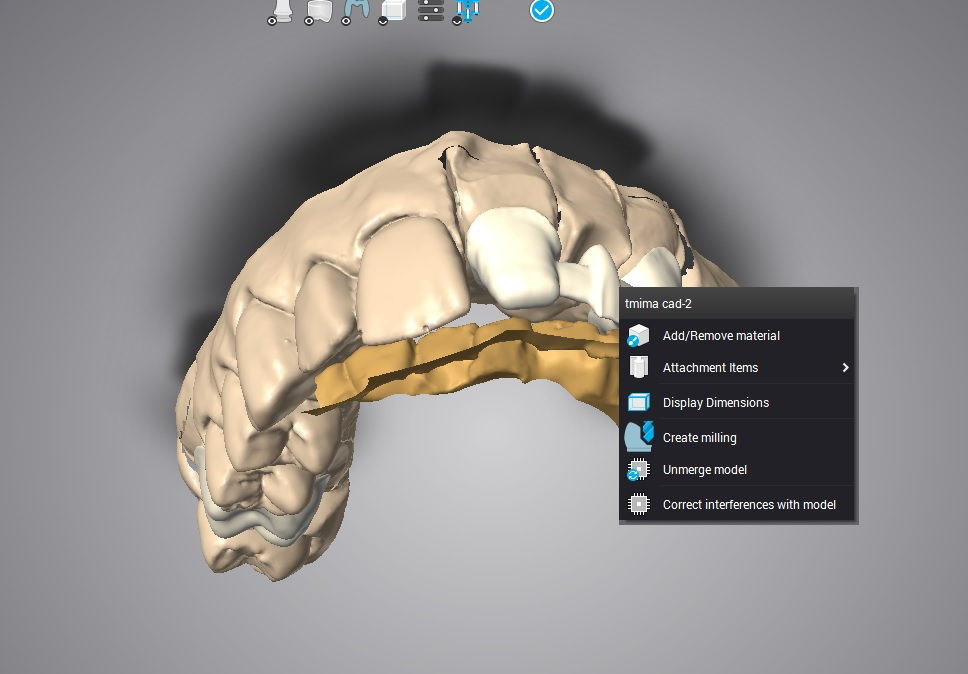 tmima cad-2
Add/Remove material
Attachment Items
Display Dimensions
Create milling
Unmerge model
Correct interferences with model